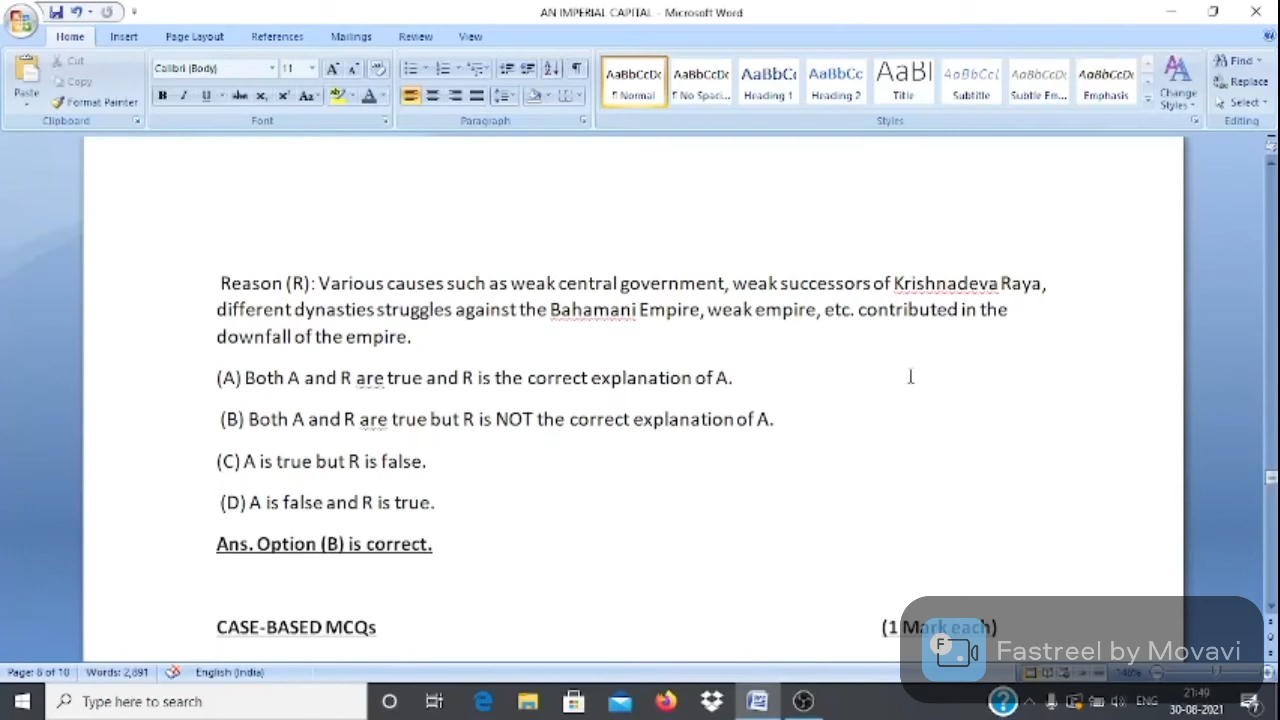 AN IMPERIAL CAPITAL - Microsoft Word
Home Insert Page Layout References Mailings Review View
Paste Cut Copy Format Painter
Calibri (Body) 11
AaBbCcDc AaBbCcDc AaBbCc AaBbCc AaBl AaBbCcl AaBbCcDc AaBbCcDc
¶ Normal ¶ No Spaci... Heading 1 Heading 2 Title Subtitle Subtle Em... Emphasis
Change Styles
Find Replace Select
Clipboard Font Paragraph Styles Editing
Reason (R): Various causes such as weak central government, weak successors of Krishnadeva Raya,
different dynasties struggles against the Bahamani Empire, weak empire, etc. contributed in the
downfall of the empire.
(A) Both A and R are true and R is the correct explanation of A.
(B) Both A and R are true but R is NOT the correct explanation of A.
(C) A is true but R is false.
(D) A is false and R is true.
Ans. Option (B) is correct.
CASE-BASED MCQs (1 Mark each)
Fastreel by Movavi
Page: 8 of 10 Words: 2,891 English (India)
Type here to search
ENG
21:49
30-08-2021